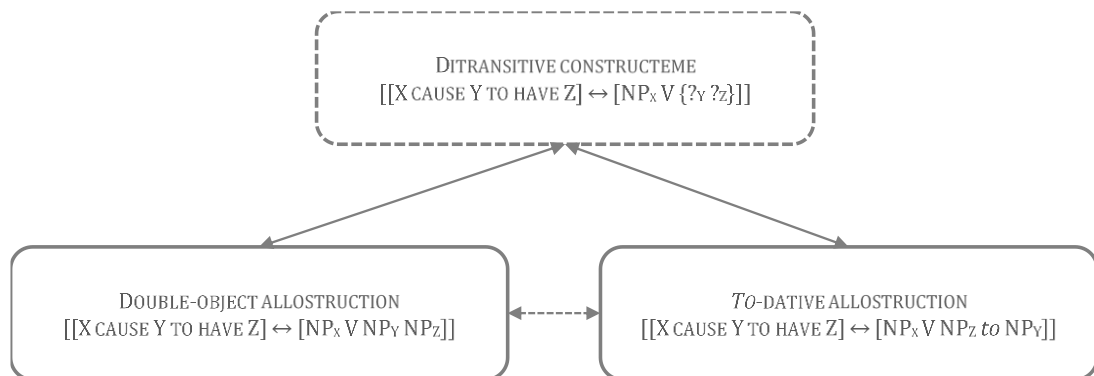 DITRANSITIVE CONSTRUCTEME
[[X CAUSE Y TO HAVE Z] ↔ [NPX V {?Y ?Z}]]
DOUBLE-OBJECT ALLOSTRUCTION
[[X CAUSE Y TO HAVE Z] ↔ [NPX V NPY NPZ]]
TO-DATIVE ALLOSTRUCTION
[[X CAUSE Y TO HAVE Z] ↔ [NPX V NPZ to NPY]]